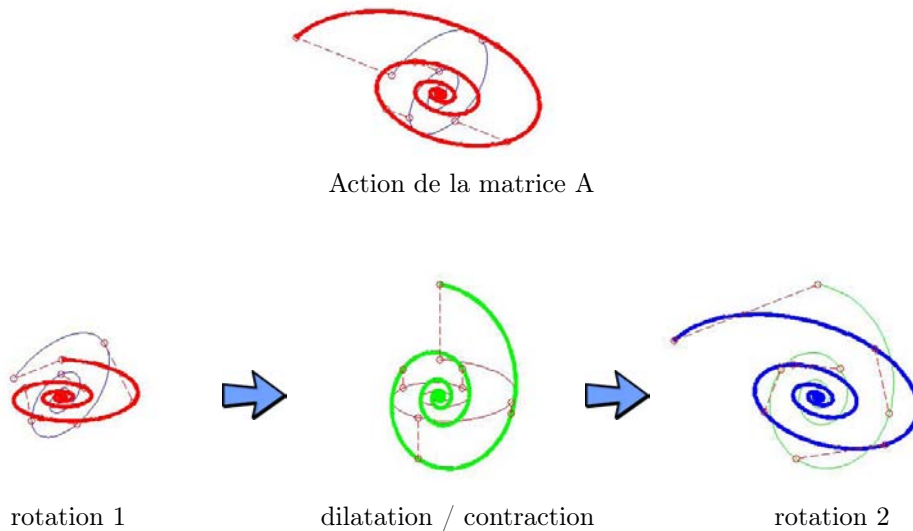 Action de la matrice A
rotation 1
dilatation / contraction
rotation 2